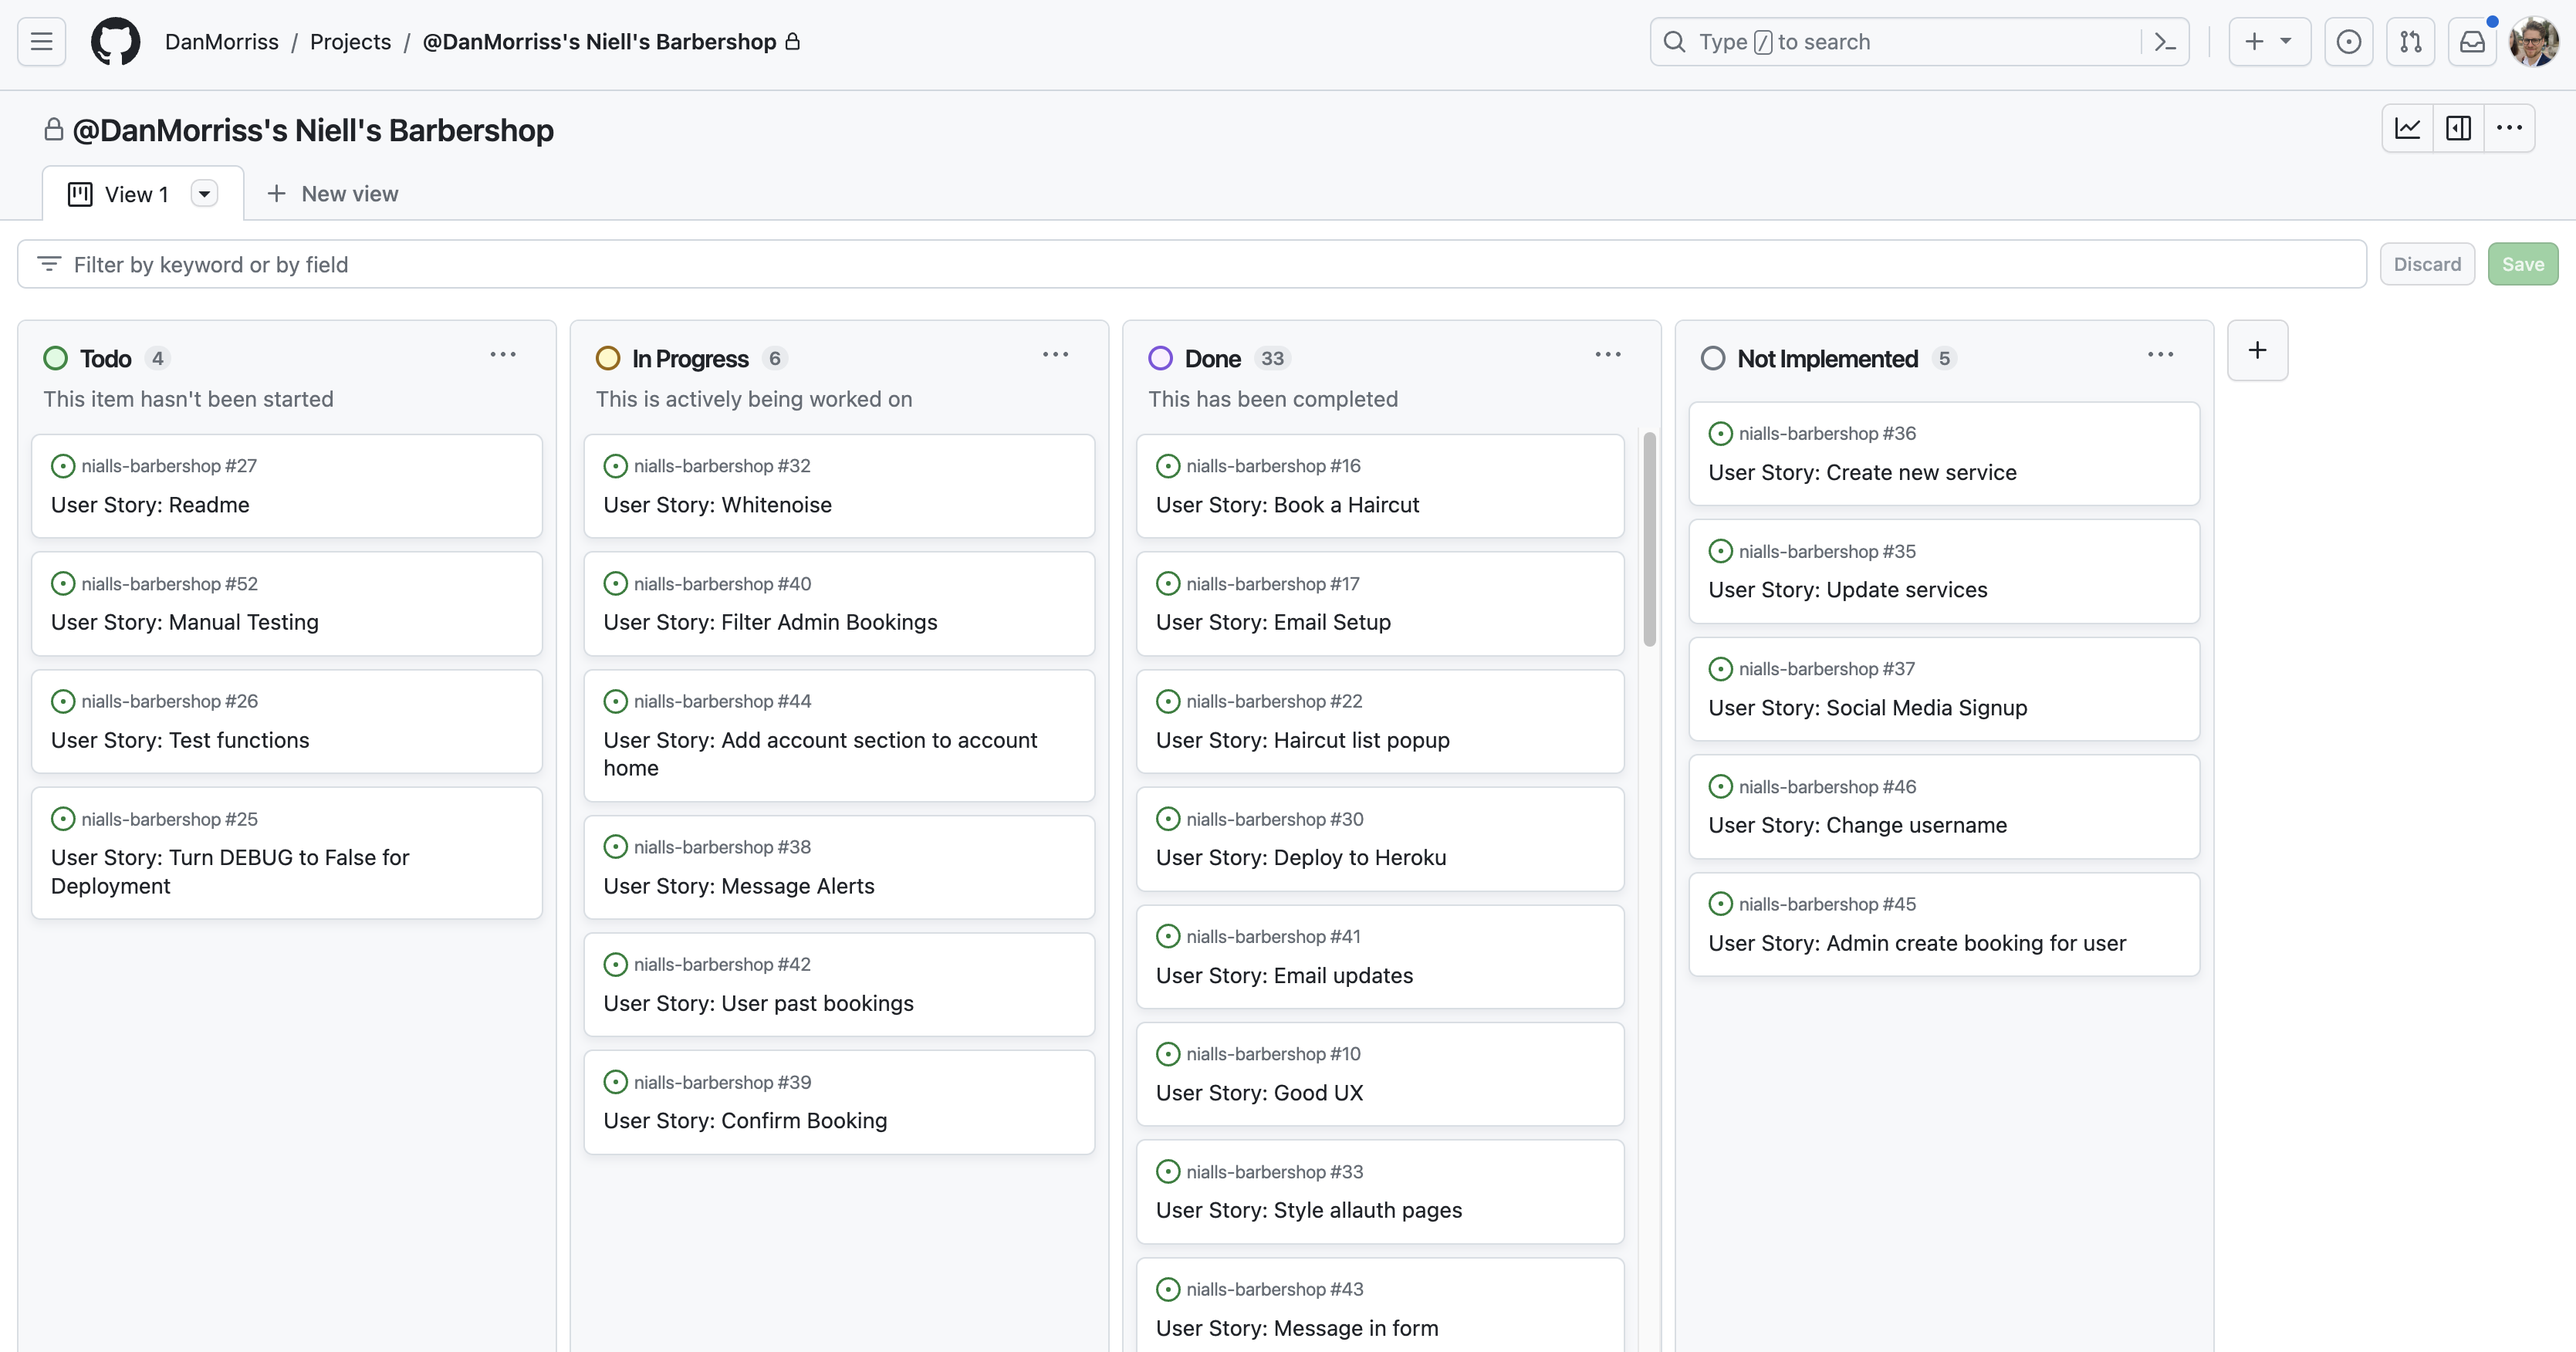 DanMorriss / Projects / @DanMorriss's Niell's Barbershop
Type / to search
@DanMorriss's Niell's Barbershop
View 1
New view
Filter by keyword or by field
Discard
Save
Todo 4
This item hasn't been started
nialls-barbershop #27
User Story: Readme
nialls-barbershop #52
User Story: Manual Testing
nialls-barbershop #26
User Story: Test functions
nialls-barbershop #25
User Story: Turn DEBUG to False for
Deployment
In Progress 6
This is actively being worked on
nialls-barbershop #32
User Story: Whitenoise
nialls-barbershop #40
User Story: Filter Admin Bookings
nialls-barbershop #44
User Story: Add account section to account
home
nialls-barbershop #38
User Story: Message Alerts
nialls-barbershop #42
User Story: User past bookings
nialls-barbershop #39
User Story: Confirm Booking
Done 33
This has been completed
nialls-barbershop #16
User Story: Book a Haircut
nialls-barbershop #17
User Story: Email Setup
nialls-barbershop #22
User Story: Haircut list popup
nialls-barbershop #30
User Story: Deploy to Heroku
nialls-barbershop #41
User Story: Email updates
nialls-barbershop #10
User Story: Good UX
nialls-barbershop #33
User Story: Style allauth pages
nialls-barbershop #43
User Story: Message in form
Not Implemented 5
nialls-barbershop #36
User Story: Create new service
nialls-barbershop #35
User Story: Update services
nialls-barbershop #37
User Story: Social Media Signup
nialls-barbershop #46
User Story: Change username
nialls-barbershop #45
User Story: Admin create booking for user